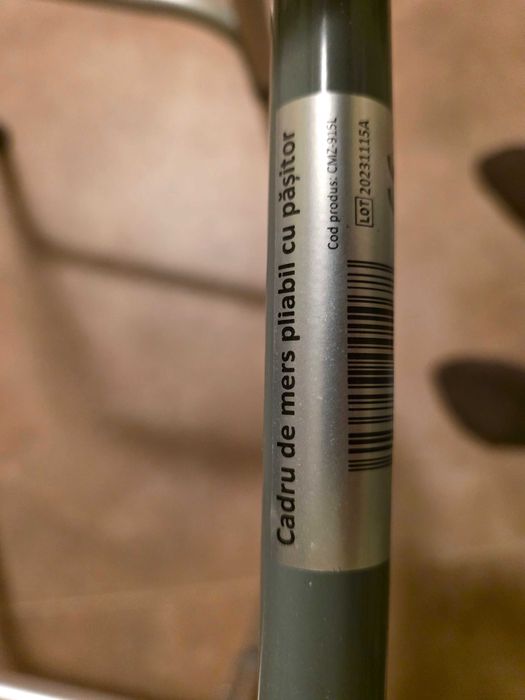 Cadru de mers pliabil cu pășitor
Cod produs: CMZ-915L
LOT 20231115A